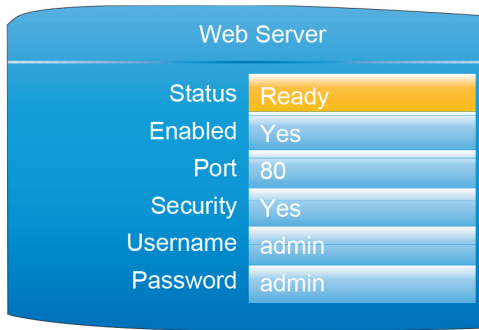 Web Server
Status Ready
Enabled Yes
Port 80
Security Yes
Username admin
Password admin